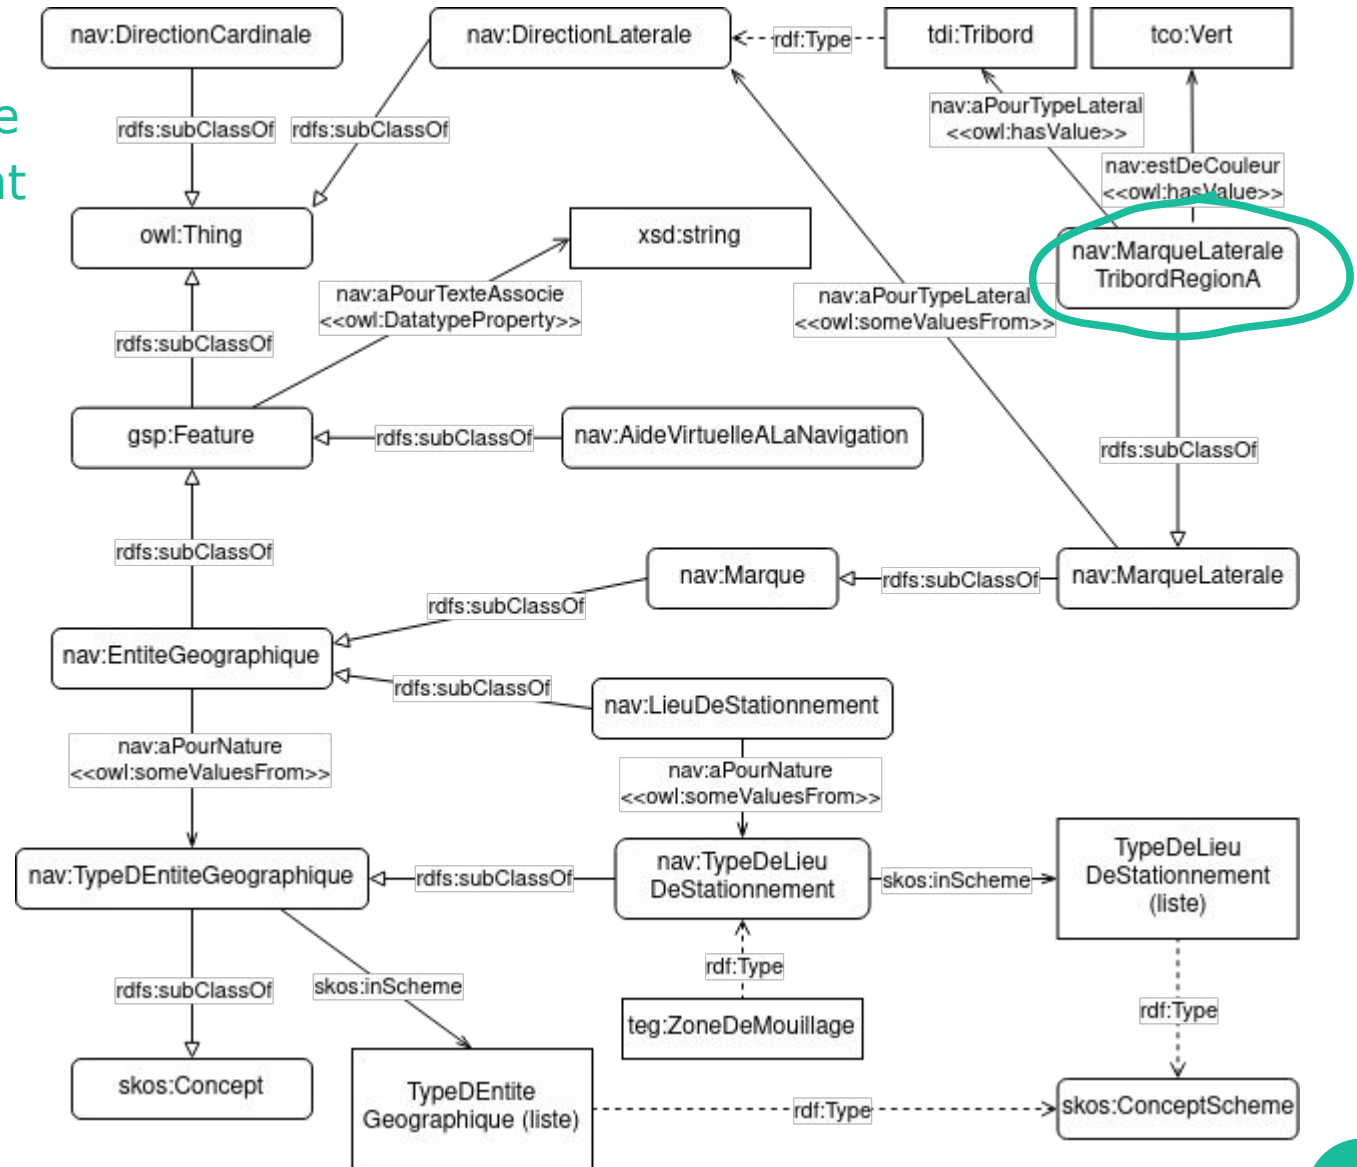 nav:DirectionCardinale
nav:DirectionLaterale
rdf:Type
tdi:Tribord
tco:Vert
e
nt
rdfs:subClassOf
rdfs:subClassOf
nav:aPourTypeLateral
<<owl:hasValue>>
nav:estDeCouleur
<<owl:hasValue>>
owl:Thing
xsd:string
nav:MarqueLaterale
TribordRegionA
nav:aPourTexteAssocie
<<owl:DatatypeProperty>>
nav:aPourTypeLateral
<<owl:someValuesFrom>>
rdfs:subClassOf
gsp:Feature
rdfs:subClassOf
nav:AideVirtuelleALaNavigation
rdfs:subClassOf
rdfs:subClassOf
nav:Marque
rdfs:subClassOf
nav:MarqueLaterale
rdfs:subClassOf
nav:EntiteGeographique
rdfs:subClassOf
nav:LieuDeStationnement
nav:aPourNature
<<owl:someValuesFrom>>
nav:aPourNature
<<owl:someValuesFrom>>
nav:TypeDEntiteGeographique
rdfs:subClassOf
nav:TypeDeLieu
DeStationnement
skos:inScheme
TypeDeLieu
DeStationnement
(liste)
rdfs:subClassOf
skos:inScheme
rdf:Type
teg:ZoneDeMouillage
rdf:Type
skos:Concept
TypeDEntite
Geographique (liste)
rdf:Type
skos:ConceptScheme